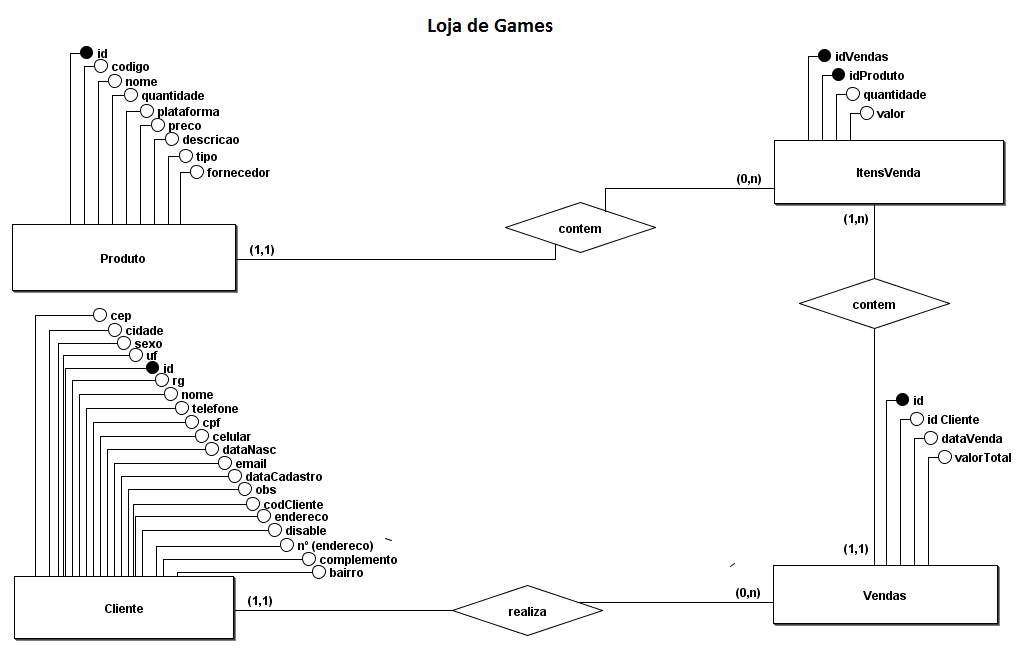 Loja de Games
id
codigo
nome
quantidade
plataforma
preco
descricao
tipo
fornecedor
Produto
(1,1)
contem
(0,n)
idVendas
idProduto
quantidade
valor
ItensVenda
(1,n)
contem
(1,1)
id
id Cliente
dataVenda
valorTotal
Vendas
cep
cidade
sexo
uf
id
rg
nome
telefone
cpf
celular
dataNasc
email
dataCadastro
obs
codCliente
endereco
disable
nº (endereco)
complemento
bairro
Cliente
(1,1)
realiza
(0,n)